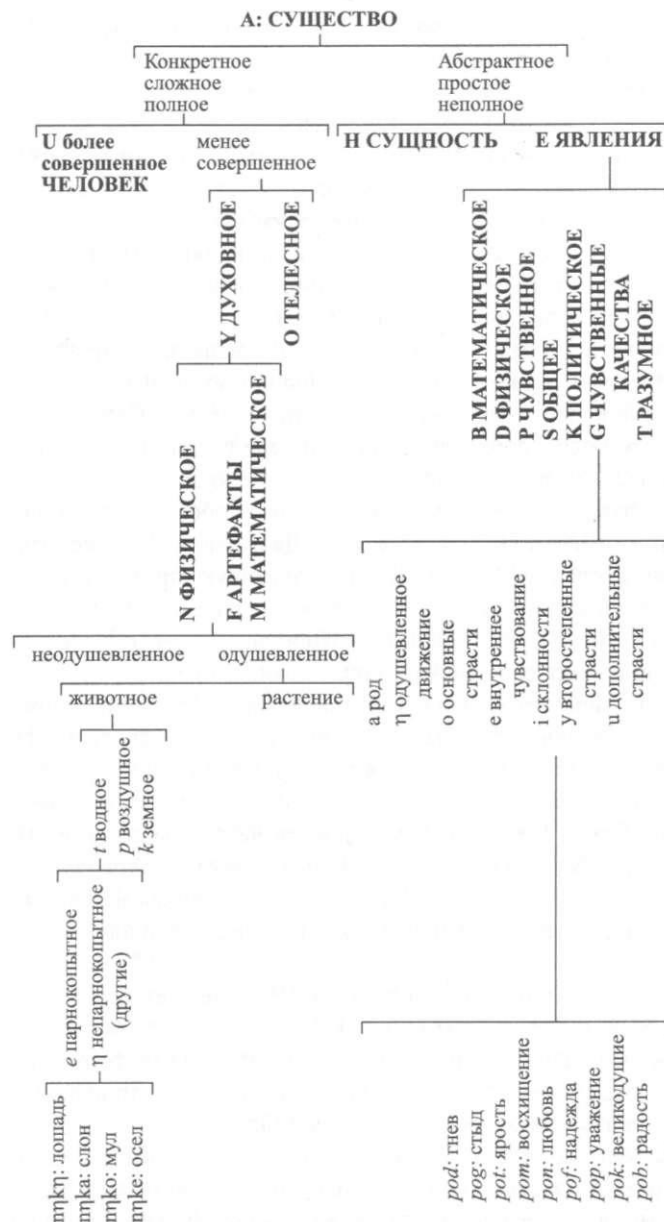 A: СУЩЕСТВО
Конкретное
сложное
полное
Абстрактное
простое
неполное
U более
совершенное
ЧЕЛОВЕК
менее
совершенное
H СУЩНОСТЬ
E ЯВЛЕНИЯ
Y ДУХОВНОЕ
O ТЕЛЕСНОЕ
B МАТЕМАТИЧЕСКОЕ
D ФИЗИЧЕСКОЕ
P ЧУВСТВЕННОЕ
S ОБЩЕЕ
K ПОЛИТИЧЕСКОЕ
G ЧУВСТВЕННЫЕ
КАЧЕСТВА
T РАЗУМНОЕ
N ФИЗИЧЕСКОЕ
F АРТЕФАКТЫ
M МАТЕМАТИЧЕСКОЕ
неодушевленное
одушевленное
животное
растение
t водное
p воздушное
k земное
e парнокопытное
η непарнокопытное
(другие)
nηkη: лошадь
nηka: слон
nηko: мул
nηke: осел
a род
η одушевленное
движение
o основные
страсти
e внутреннее
чувствование
i склонности
y второстепенные
страсти
u дополнительные
страсти
pod: гнев
pog: стыд
pot: ярость
pom: восхищение
pon: любовь
pof: надежда
pop: уважение
pok: великодушие
pob: радость